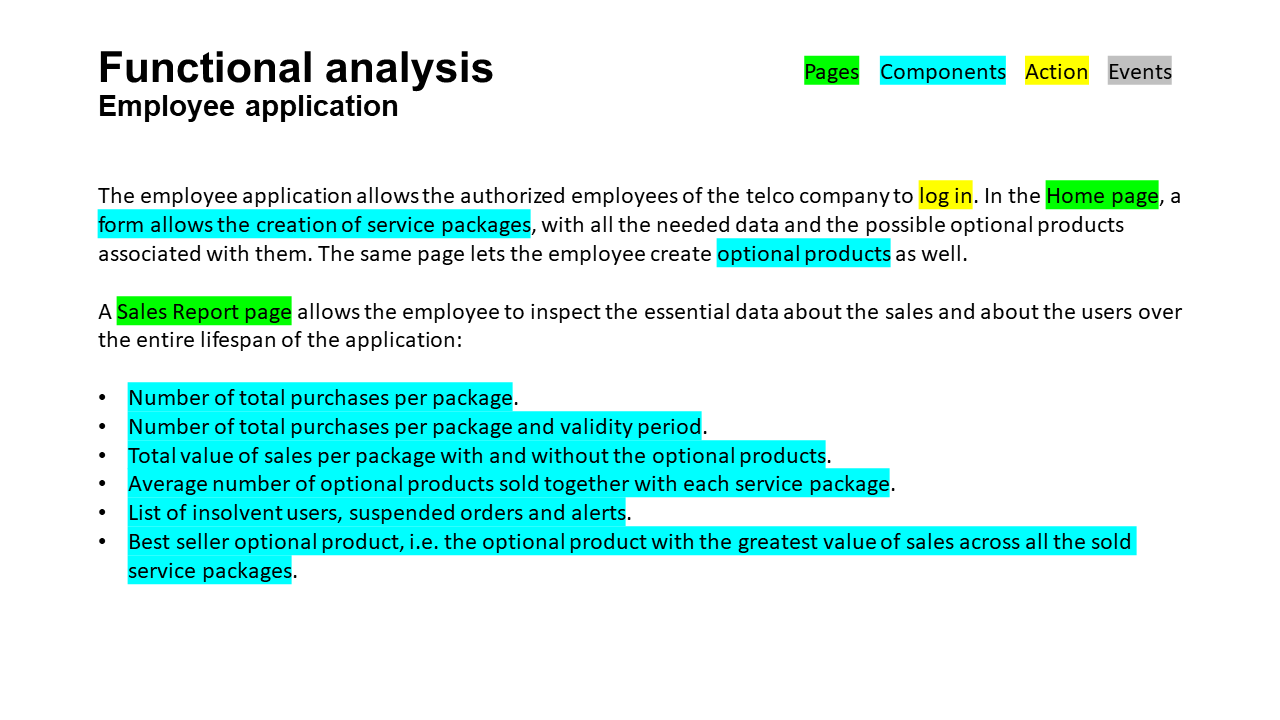 Functional analysis
Employee application
Pages Components Action Events
The employee application allows the authorized employees of the telco company to log in. In the Home page, a
form allows the creation of service packages, with all the needed data and the possible optional products
associated with them. The same page lets the employee create optional products as well.
A Sales Report page allows the employee to inspect the essential data about the sales and about the users over
the entire lifespan of the application:
• Number of total purchases per package.
• Number of total purchases per package and validity period.
• Total value of sales per package with and without the optional products.
• Average number of optional products sold together with each service package.
• List of insolvent users, suspended orders and alerts.
• Best seller optional product, i.e. the optional product with the greatest value of sales across all the sold
service packages.